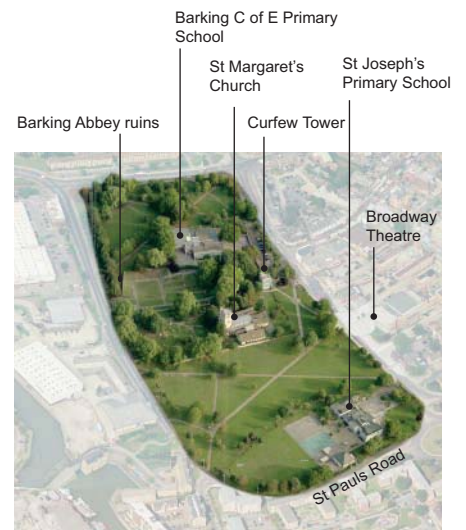 Barking C of E Primary
School
St Margaret's
Church
St Joseph's
Primary School
Barking Abbey ruins
Curfew Tower
Broadway
Theatre
St Pauls Road